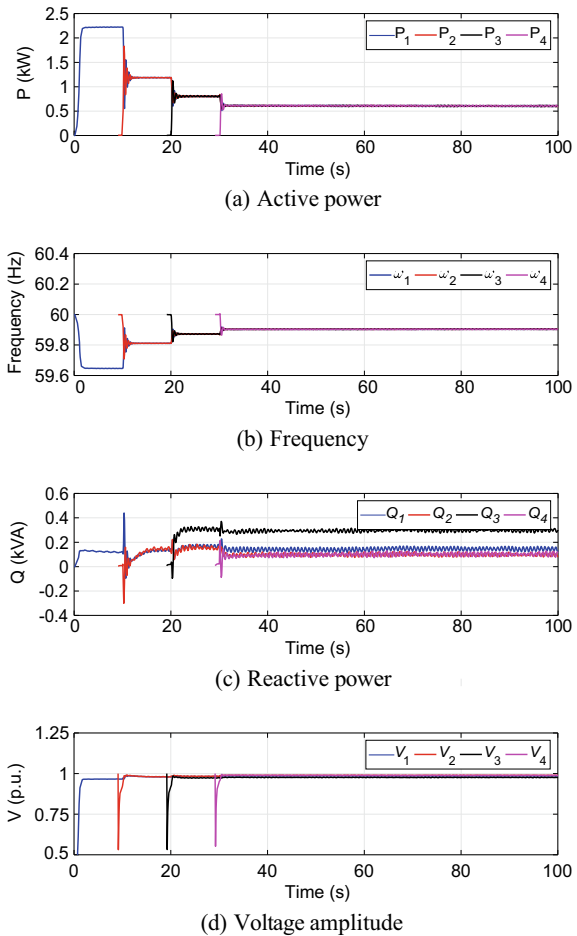 2.5
2
1.5
1
0.5
0
P (kW)
P1 P2 P3 P4
0 20 40 60 80 100
Time (s)
(a) Active power
60.4
60.2
60
59.8
59.6
Frequency (Hz)
ω1 ω2 ω3 ω4
0 20 40 60 80 100
Time (s)
(b) Frequency
0.6
0.4
0.2
0
-0.2
-0.4
Q (kVA)
Q1 Q2 Q3 Q4
0 20 40 60 80 100
Time (s)
(c) Reactive power
1.25
1
0.75
0.5
V (p.u.)
V1 V2 V3 V4
0 20 40 60 80 100
Time (s)
(d) Voltage amplitude